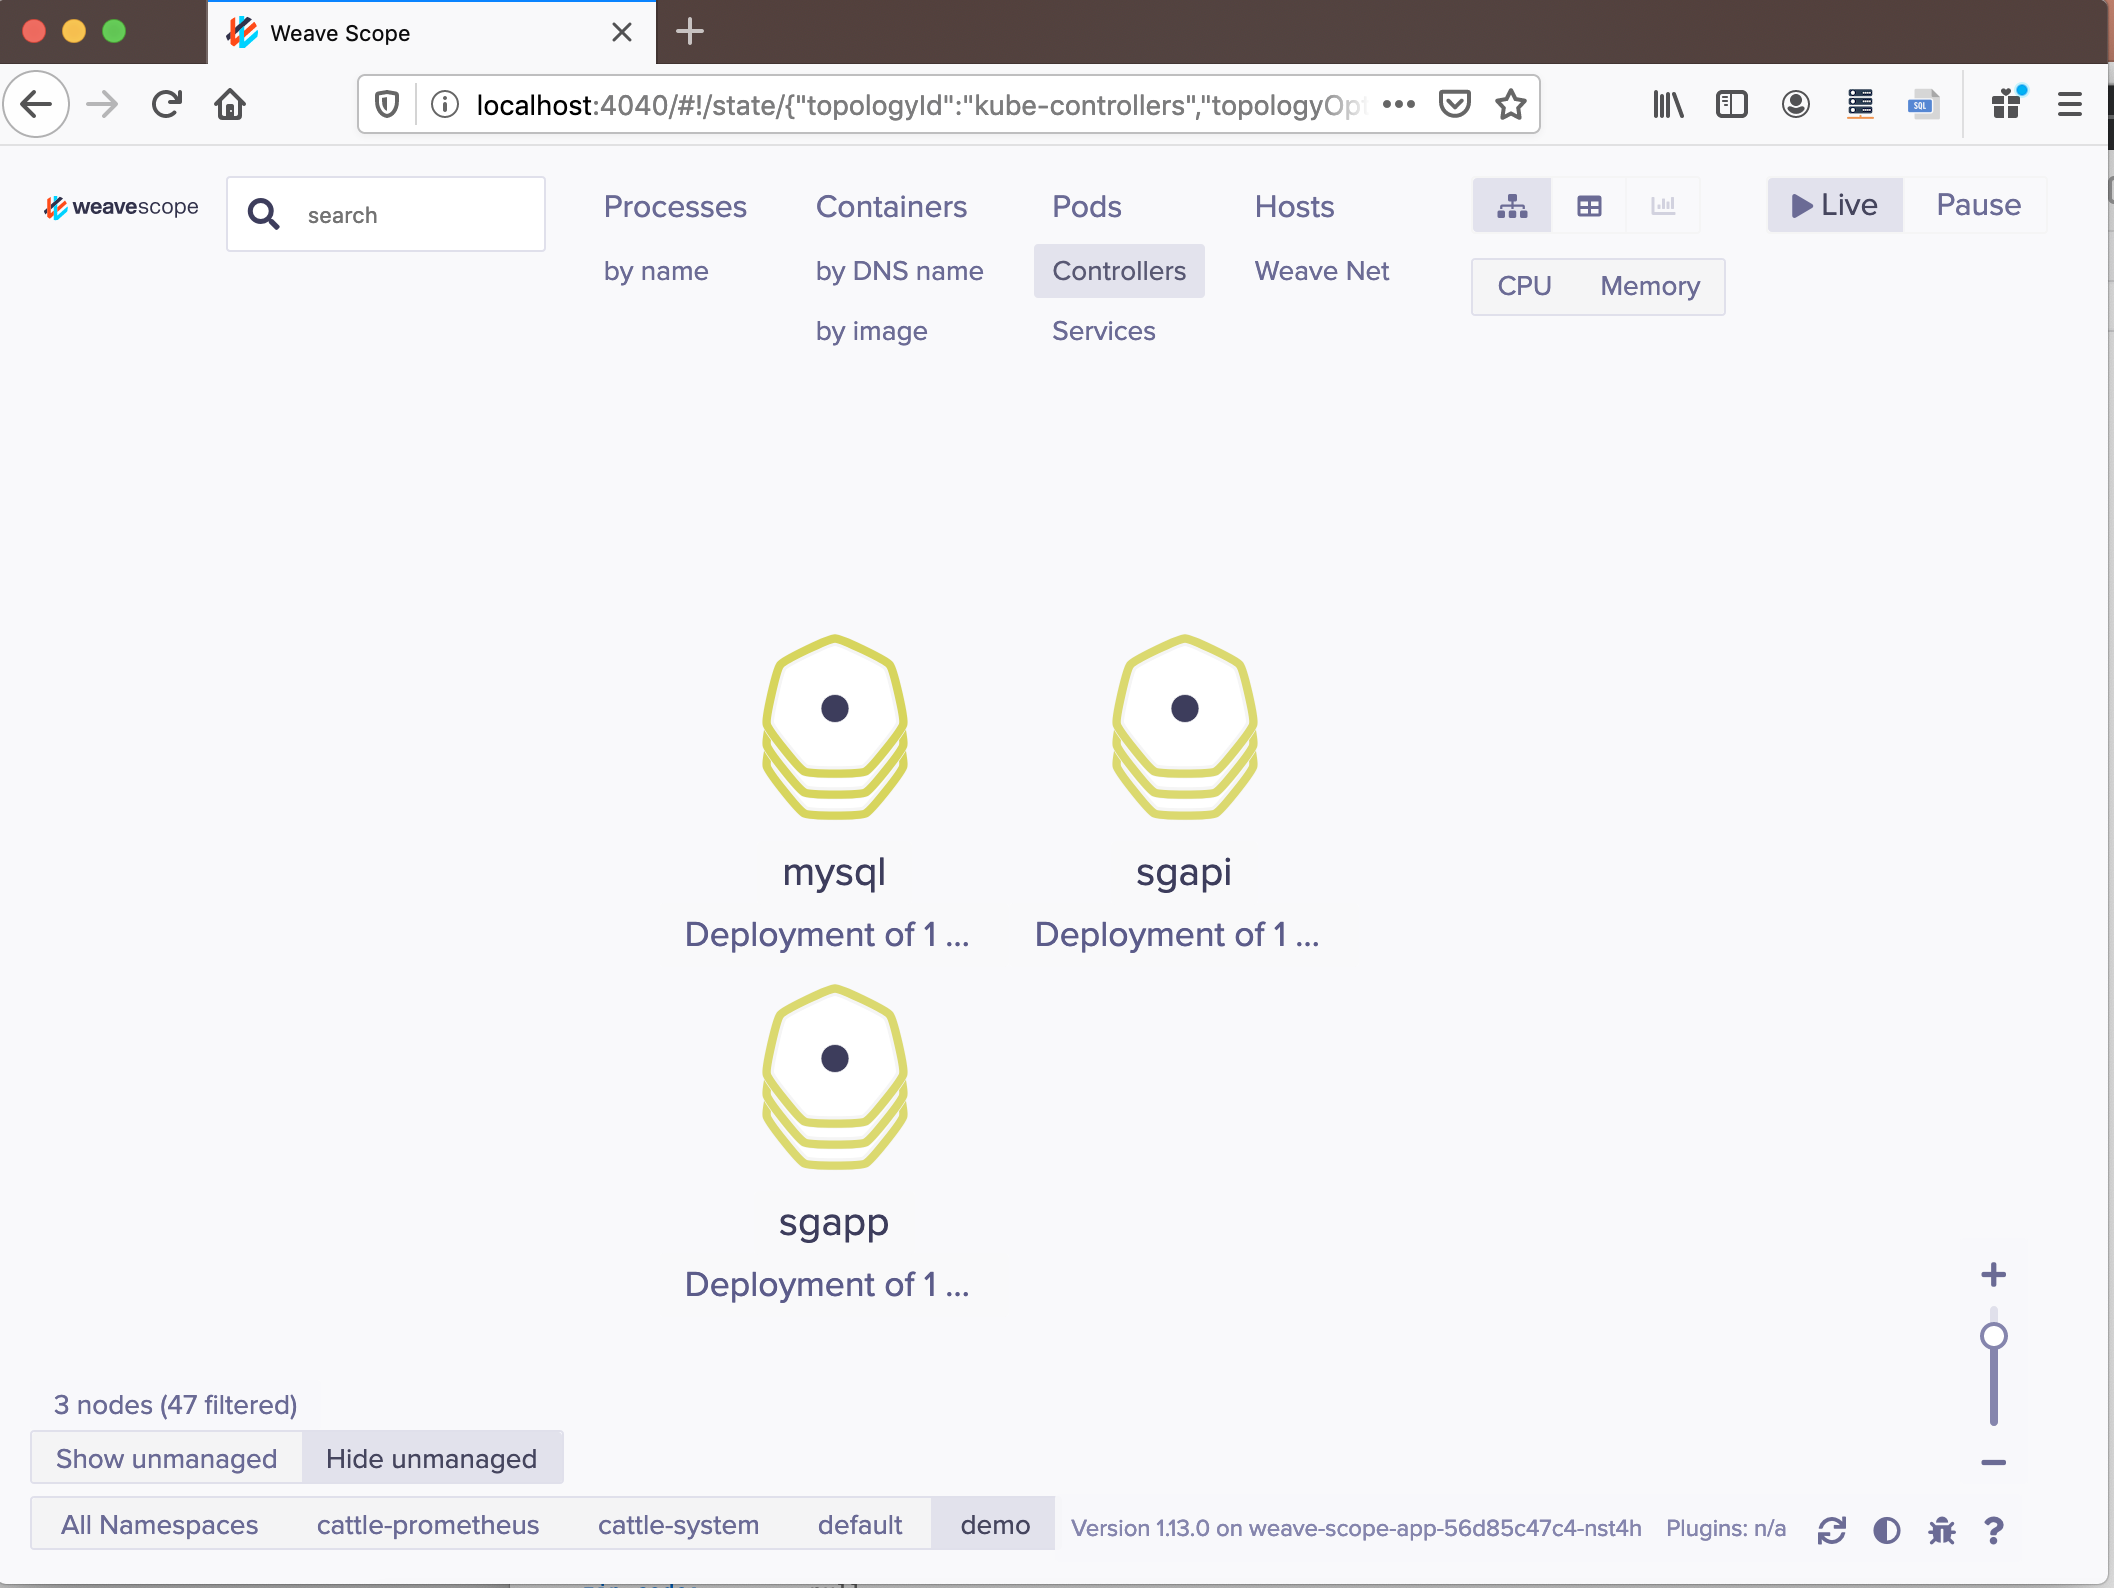 Weave Scope
localhost:4040/#!/state/{"topologyId":"kube-controllers","topologyOpt
SQL
weavescope
search
Processes
Containers
Pods
Hosts
Live
Pause
by name
by DNS name
Controllers
Weave Net
CPU
Memory
by image
Services
mysql
Deployment of 1 ...
sgapi
Deployment of 1 ...
sgapp
Deployment of 1 ...
3 nodes (47 filtered)
Show unmanaged
Hide unmanaged
All Namespaces
cattle-prometheus
cattle-system
default
demo
Version 1.13.0 on weave-scope-app-56d85c47c4-nst4h
Plugins: n/a